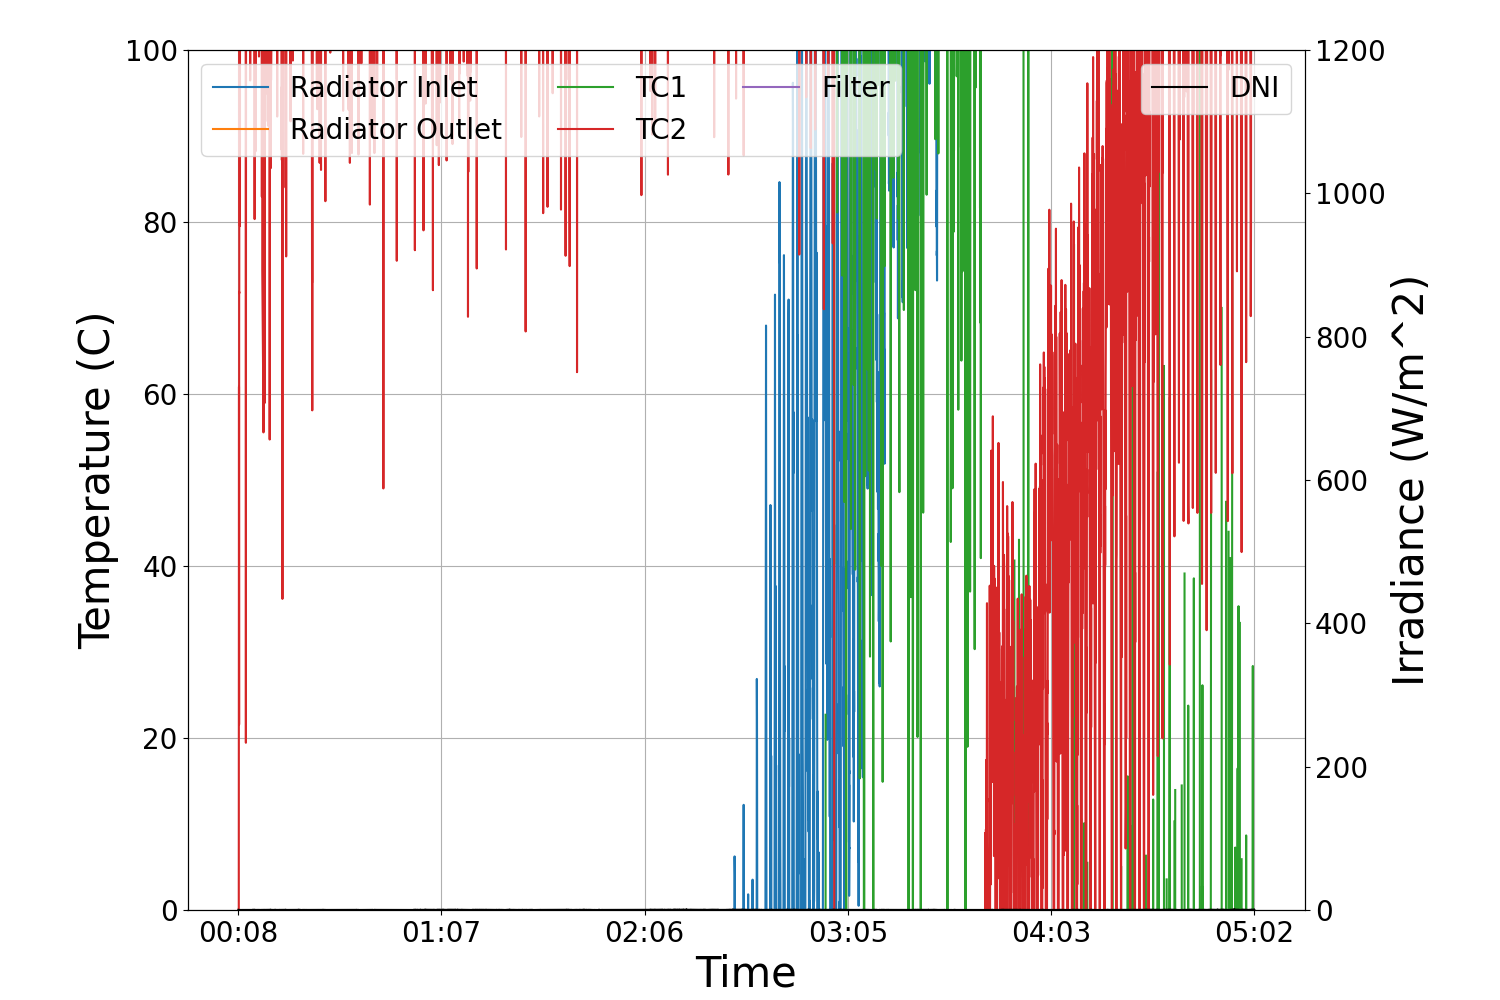 100
80
60
40
20
0
Temperature (C)
Radiator Inlet
Radiator Outlet
TC1
TC2
Filter
DNI
1200
1000
800
600
400
200
0
Irradiance (W/m^2)
00:08
01:07
02:06
03:05
04:03
05:02
Time